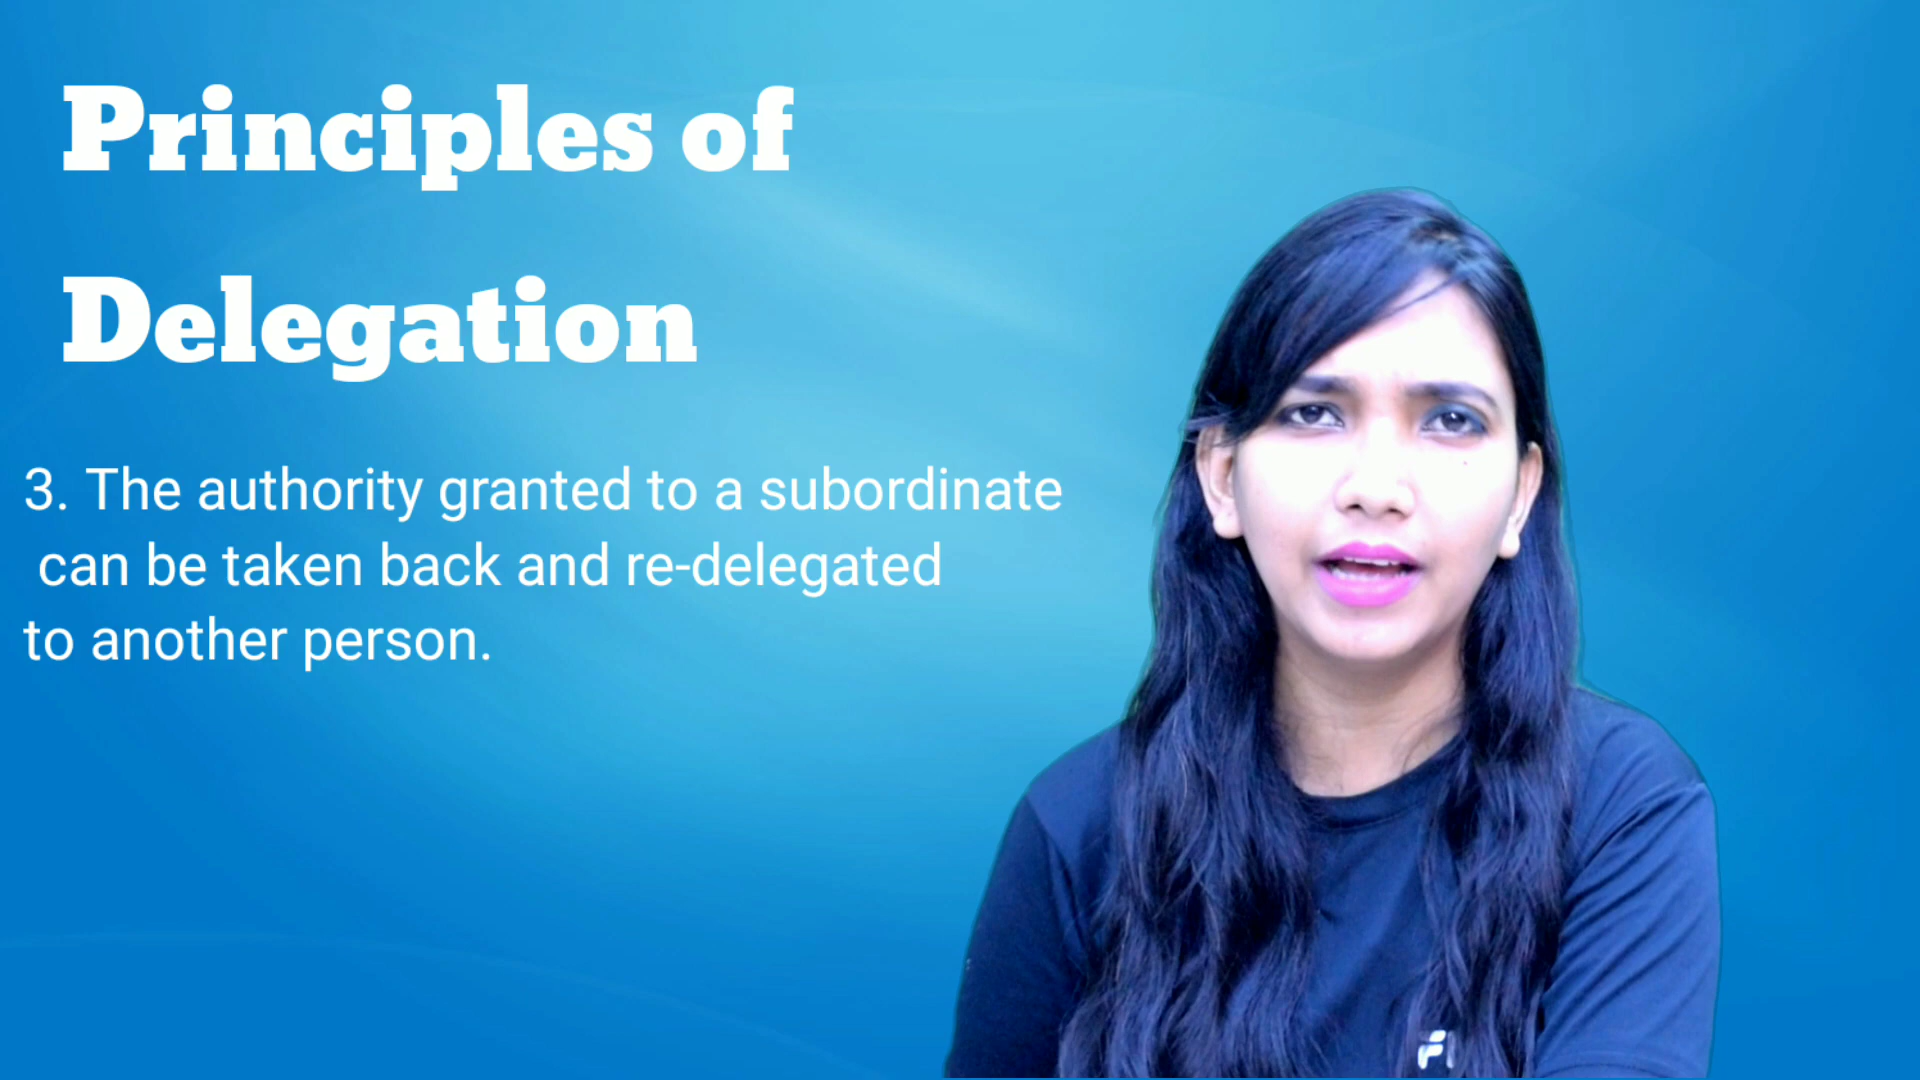 Principles of
Delegation
3. The authority granted to a subordinate
can be taken back and re-delegated
to another person.